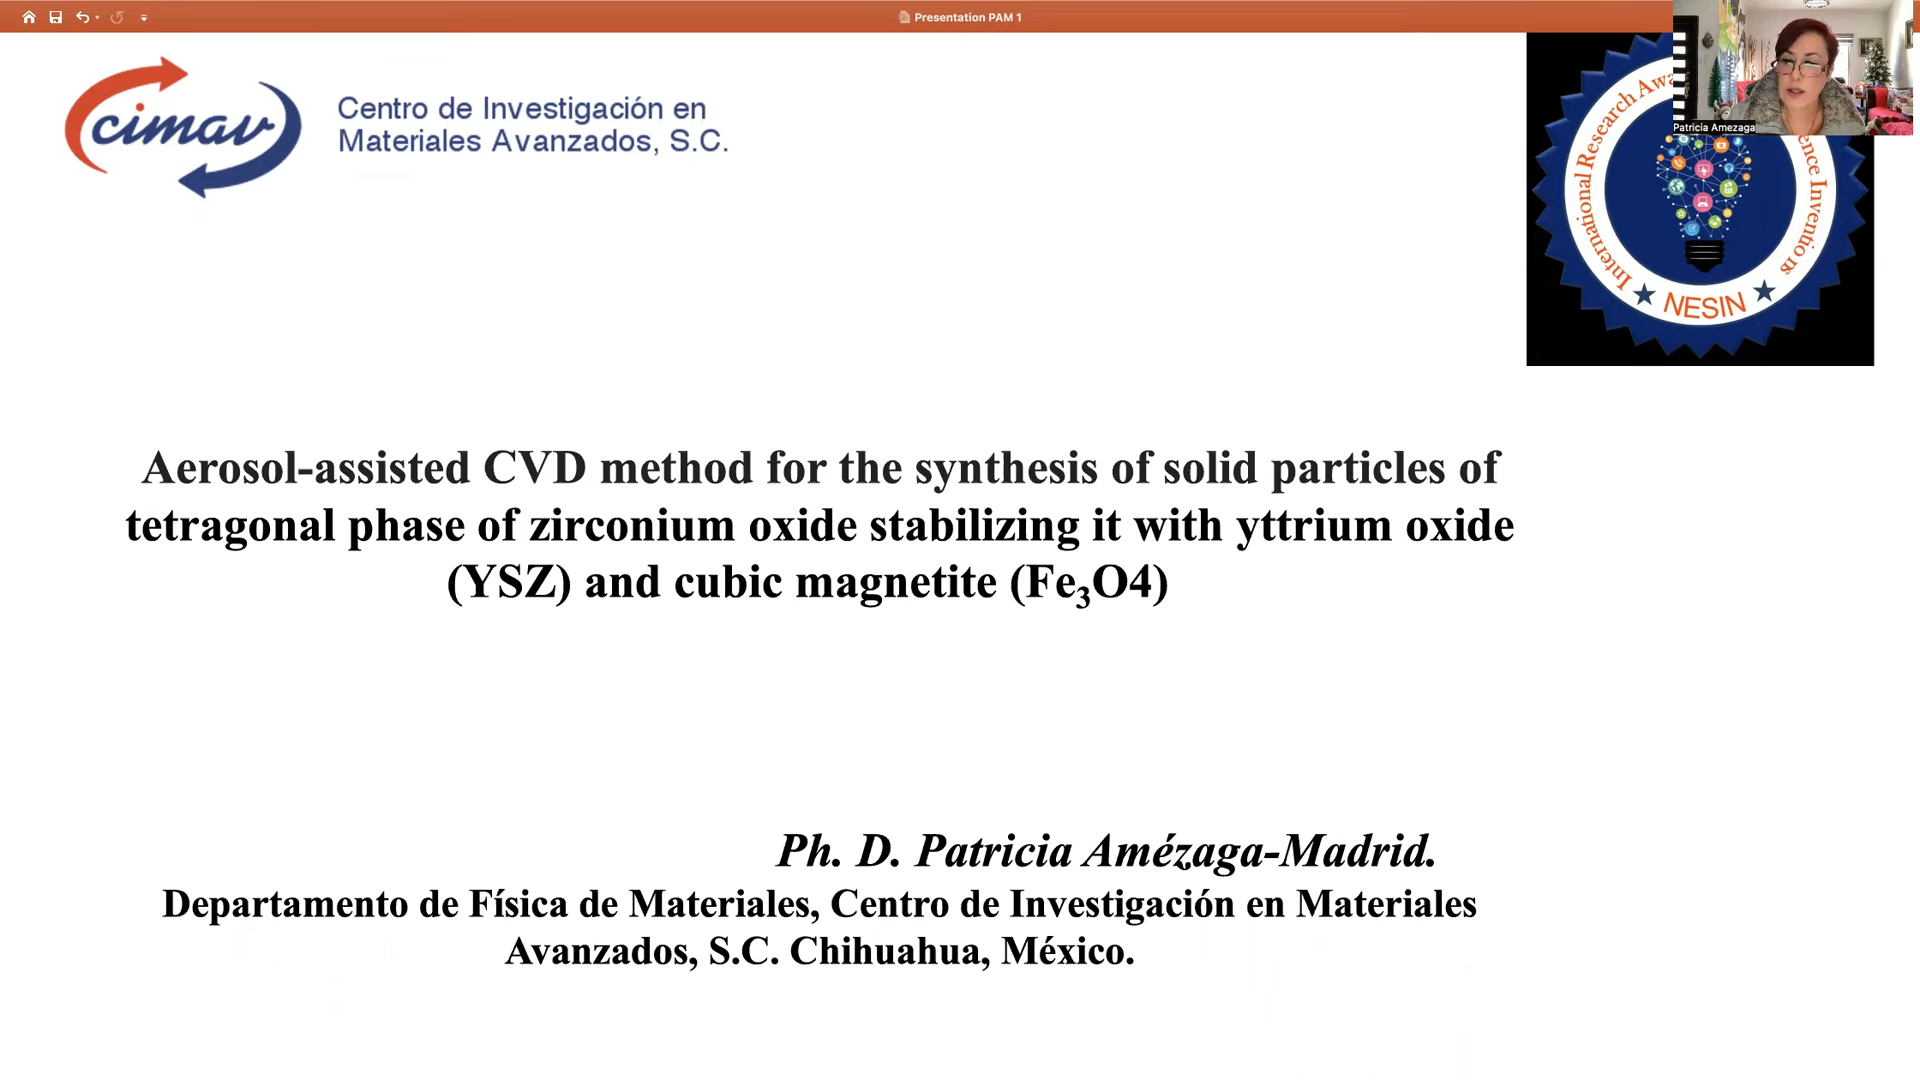 Presentation PAM 1
cimav
Centro de Investigación en
Materiales Avanzados, S.C.
Patricia Amezaga
International Research Awa
ence Inventions
★ NESIN ★
Aerosol-assisted CVD method for the synthesis of solid particles of
tetragonal phase of zirconium oxide stabilizing it with yttrium oxide
(YSZ) and cubic magnetite (Fe₃O4)
Ph. D. Patricia Amézaga-Madrid.
Departamento de Física de Materiales, Centro de Investigación en Materiales
Avanzados, S.C. Chihuahua, México.